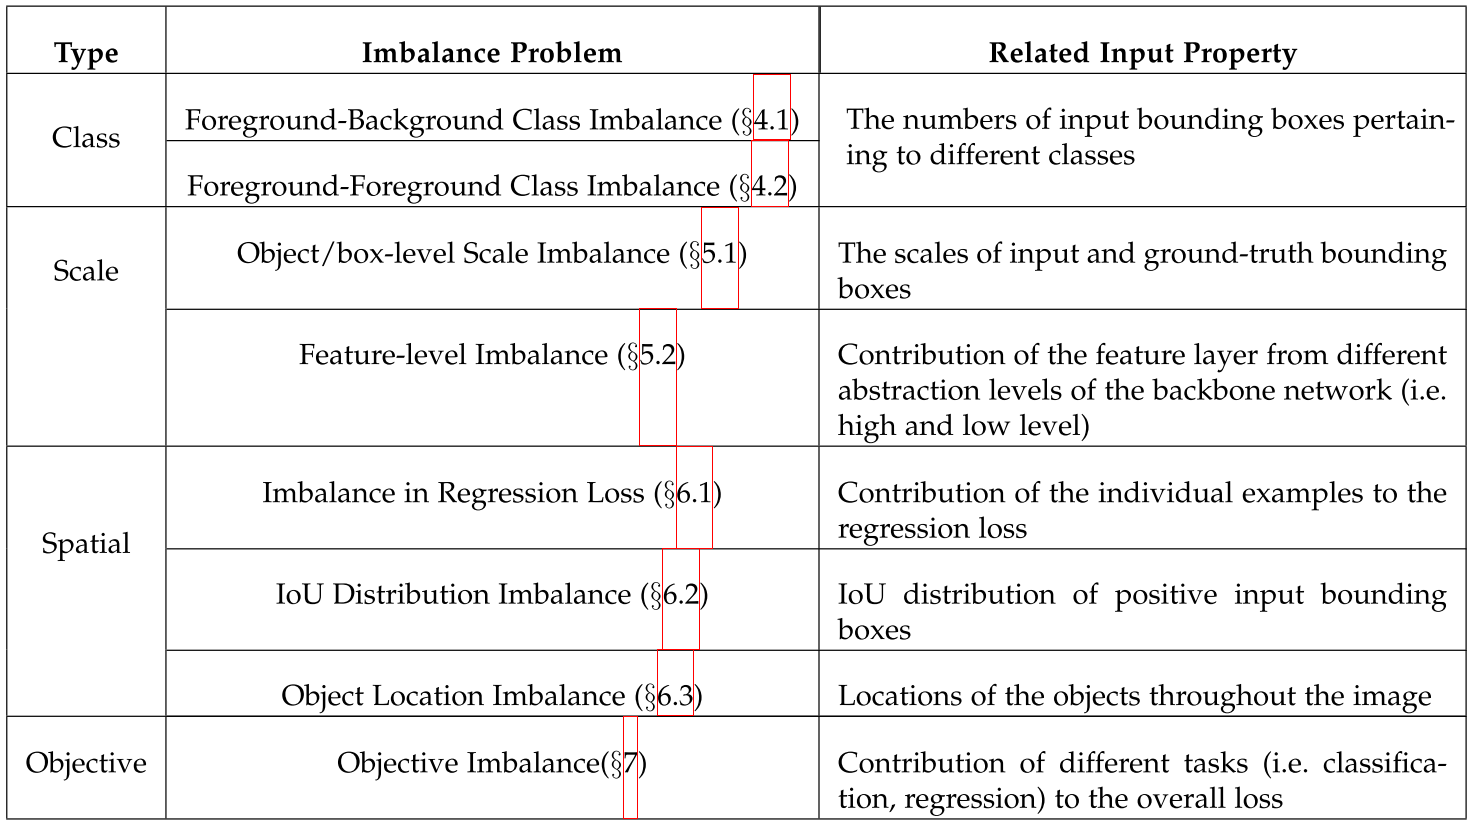 Type Imbalance Problem Related Input Property
Class
Foreground-Background Class Imbalance (§4.1)
Foreground-Foreground Class Imbalance (§4.2)
The numbers of input bounding boxes pertain-
ing to different classes
Scale
Object/box-level Scale Imbalance (§5.1)
The scales of input and ground-truth bounding
boxes
Feature-level Imbalance (§5.2)
Contribution of the feature layer from different
abstraction levels of the backbone network (i.e.
high and low level)
Spatial
Imbalance in Regression Loss (§6.1)
Contribution of the individual examples to the
regression loss
IoU Distribution Imbalance (§6.2)
IoU distribution of positive input bounding
boxes
Object Location Imbalance (§6.3)
Locations of the objects throughout the image
Objective
Objective Imbalance(§7)
Contribution of different tasks (i.e. classifica-
tion, regression) to the overall loss